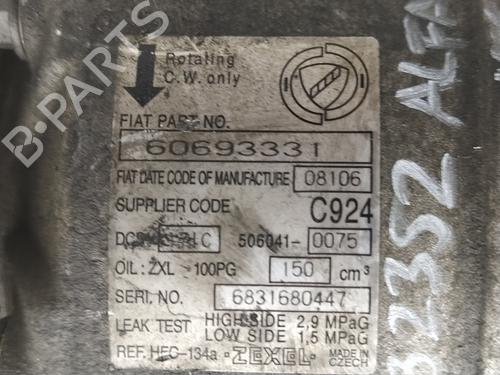 Rotating
C.W. only
FIAT PART NO.
60693331
FIAT DATE CODE OF MANUFACTURE 08106
SUPPLIER CODE C924
506041- 0075
OIL: ZXL -100PG 150 cm³
SERI. NO. 6831680447
LEAK TEST HIGH SIDE 2,9 MPaG
LOW SIDE 1,5 MPaG
REF. HFC-134a ZEXEL MADE IN CZECH
82352 ALFA
B-PARTS